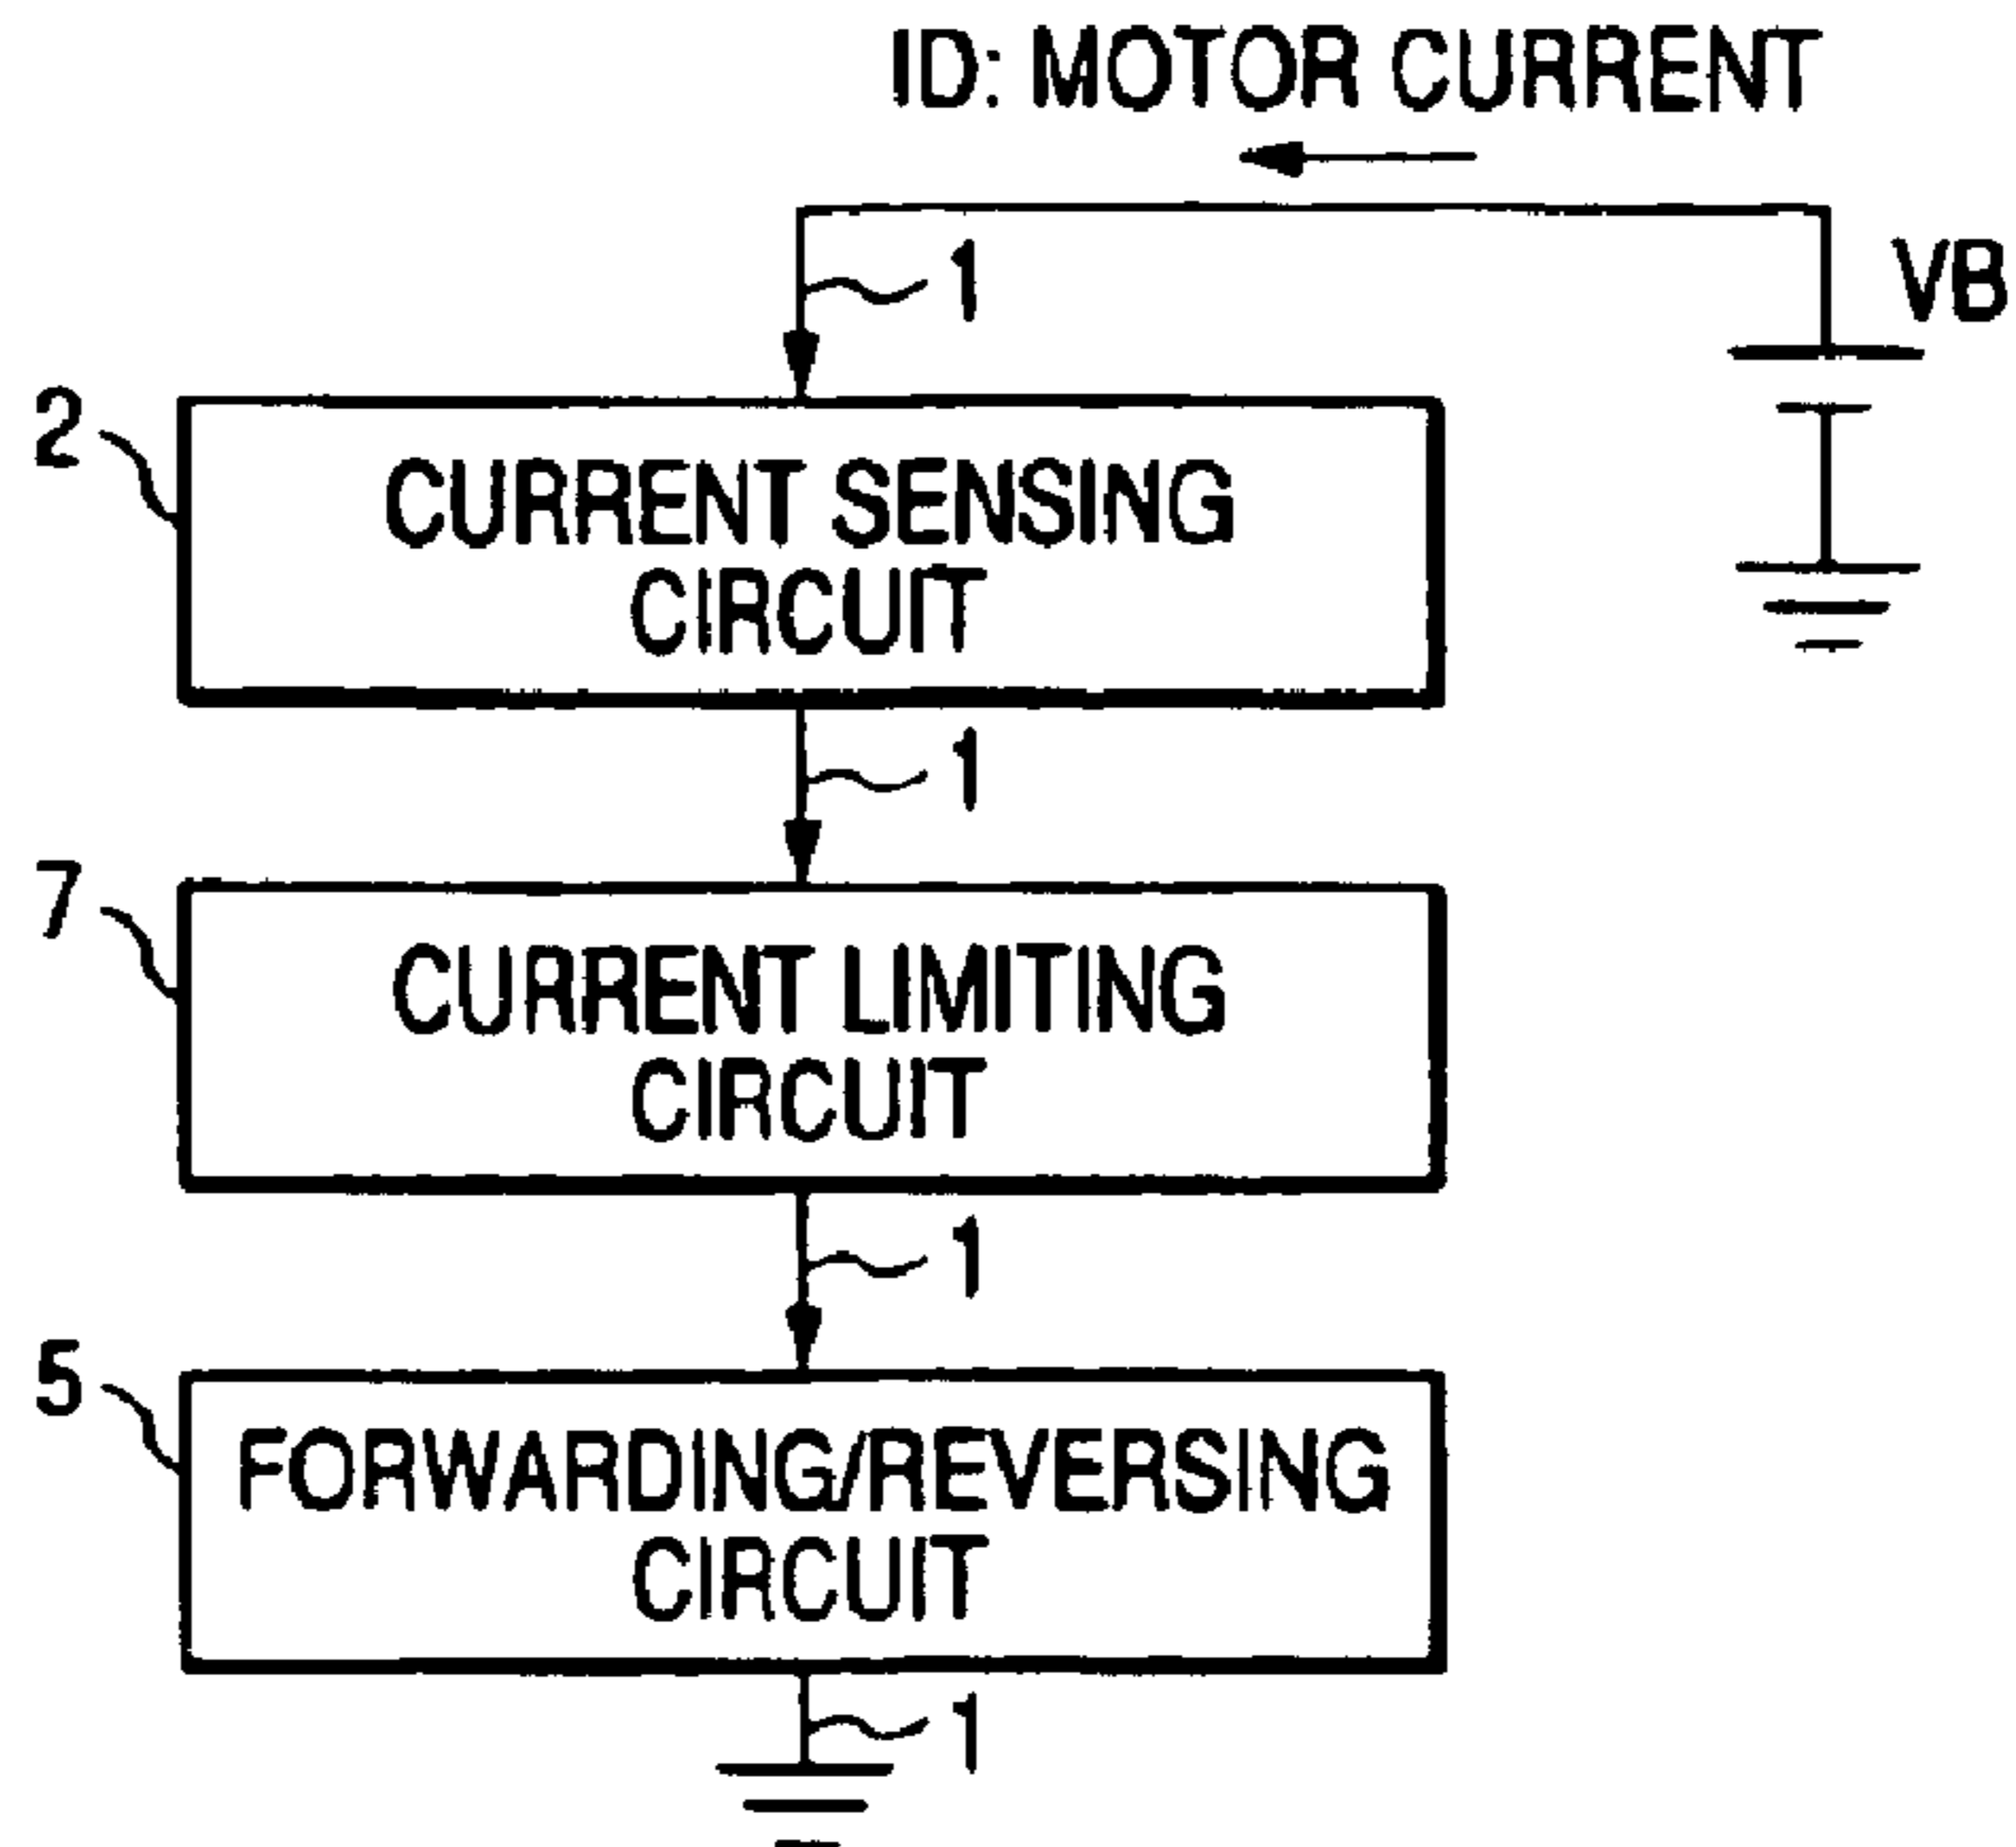 ID: MOTOR CURRENT
1
VB
2
CURRENT SENSING
CIRCUIT
1
7
CURRENT LIMITING
CIRCUIT
1
5
FORWARDING/REVERSING
CIRCUIT
1